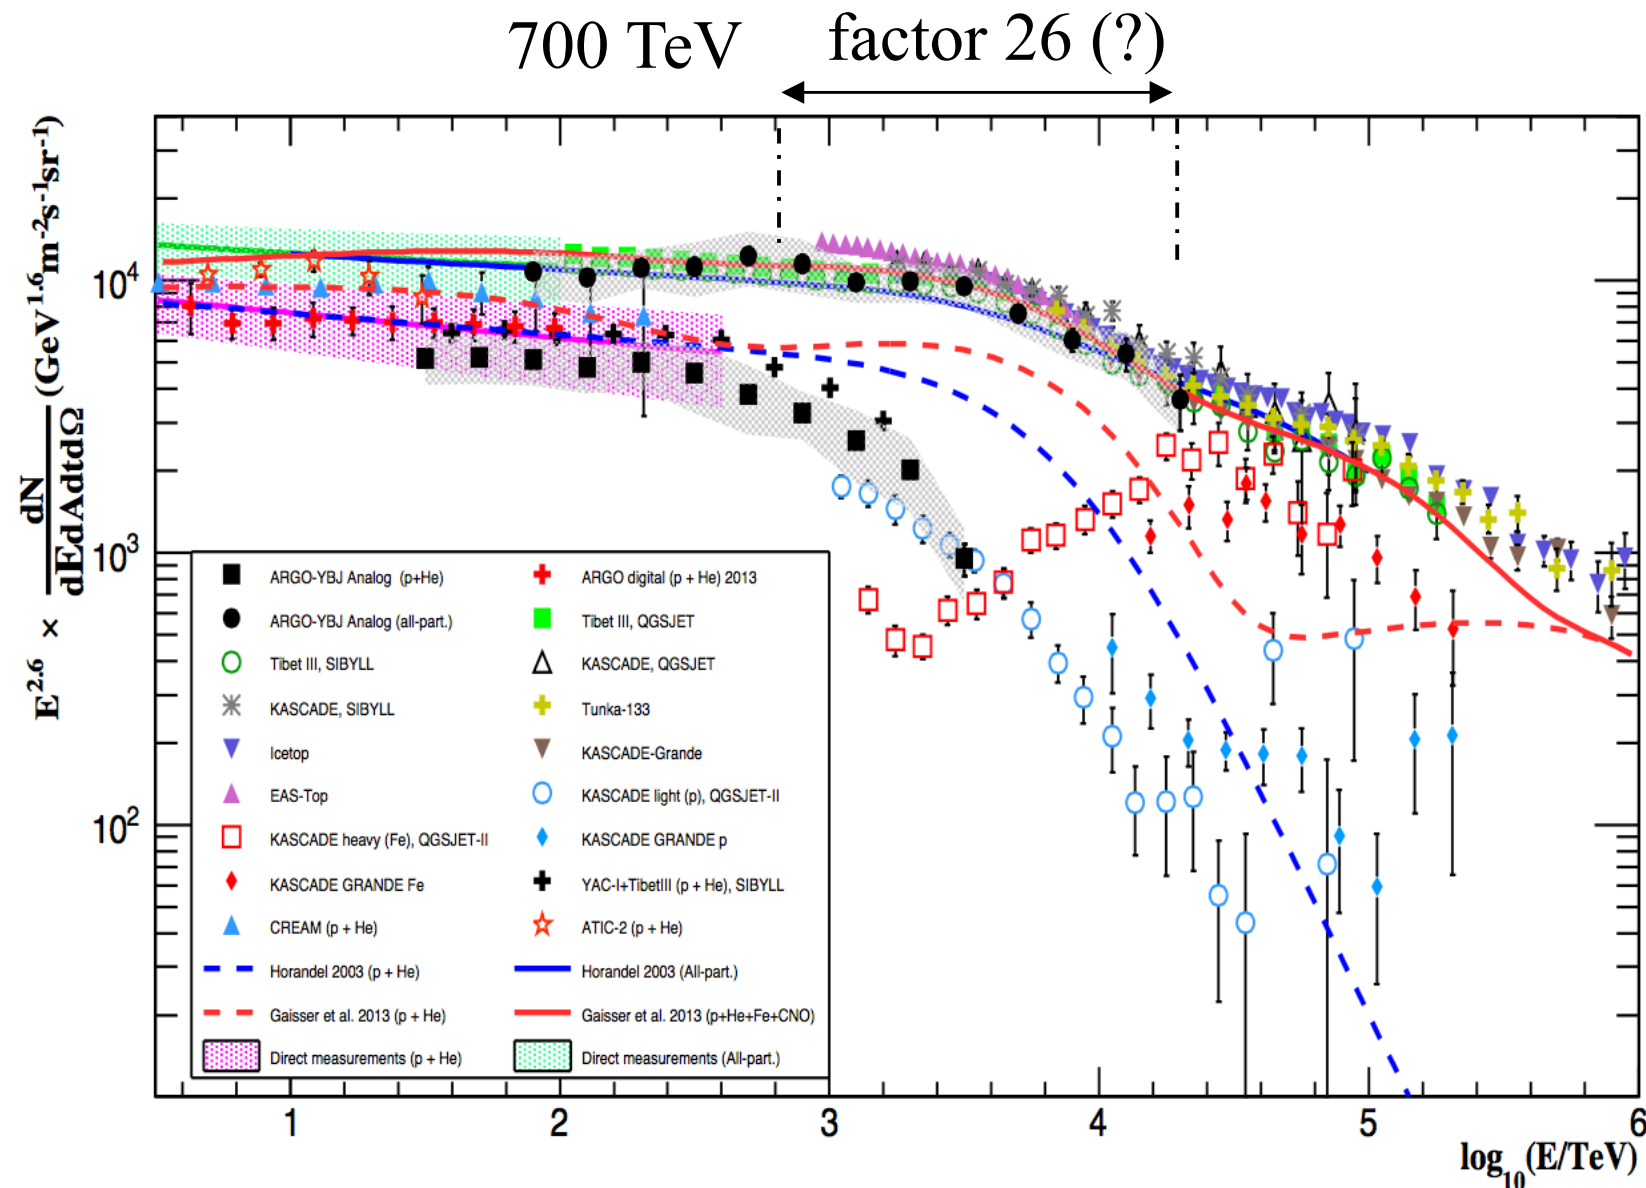 700 TeV factor 26 (?)
E^2.6 × dN/dEdAdtdΩ (GeV^1.6 m^-2 s^-1 sr^-1)
10^4
10^3
10^2
ARGO-YBJ Analog (p+He) ARGO digital (p + He) 2013
ARGO-YBJ Analog (all-part.) Tibet III, QGSJET
Tibet III, SIBYLL KASCADE, QGSJET
KASCADE, SIBYLL Tunka-133
Icetop KASCADE-Grande
EAS-Top KASCADE light (p), QGSJET-II
KASCADE heavy (Fe), QGSJET-II KASCADE GRANDE p
KASCADE GRANDE Fe YAC-I+TibetIII (p + He), SIBYLL
CREAM (p + He) ATIC-2 (p + He)
Horandel 2003 (p + He) Horandel 2003 (All-part.)
Gaisser et al. 2013 (p + He) Gaisser et al. 2013 (p+He+Fe+CNO)
Direct measurements (p + He) Direct measurements (All-part.)
1 2 3 4 5 6
log10(E/TeV)